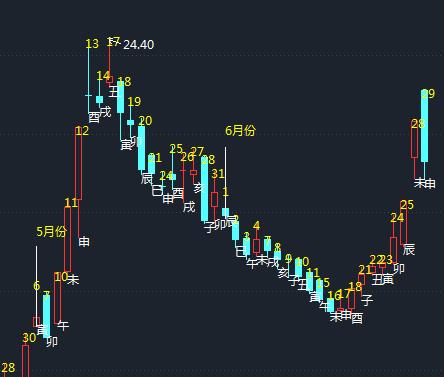 28
30
5月份
6
寅
7
卯
10
午
11
未
12
申
13
酉
14
戌
17
24.40
丑
18
寅
19
卯
20
辰
21
巳
24
申
25
酉
26
戌
27
亥
28
子
31
卯
6月份
1
辰
2
巳
3
午
4
未
7
戌
8
亥
9
子
10
丑
11
寅
15
午
16
未
17
申
18
酉
21
子
22
丑
23
寅
24
卯
25
辰
28
未
29
申